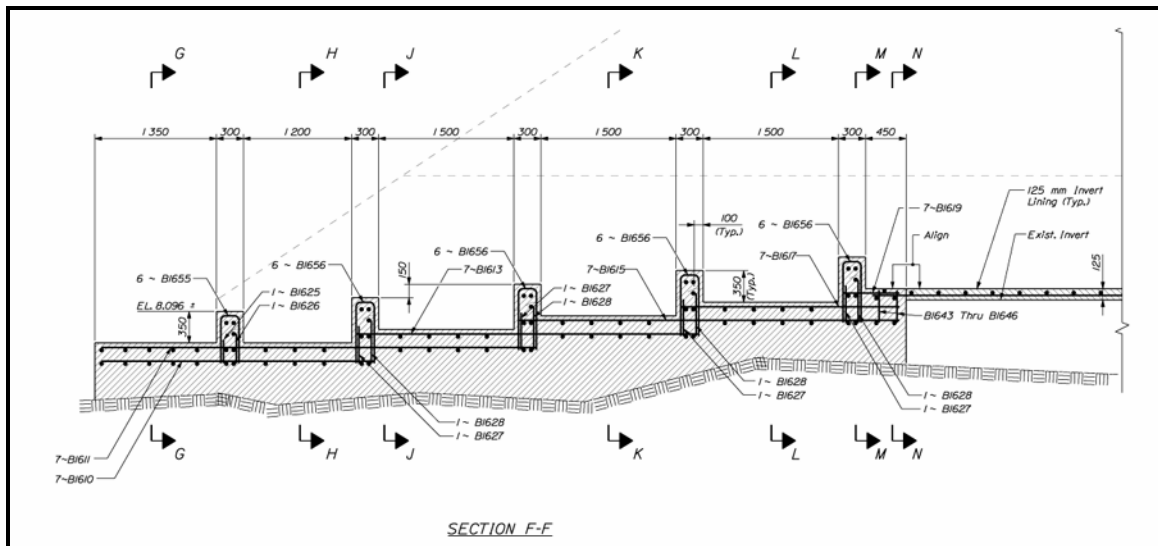 G H J K L M N
1 350 300 1 200 300 1 500 300 1 500 300 1 500 300 450
125 mm Invert
Lining (Typ.)
7~B1619
100
(Typ.)
6 ~ B1656
Align
Exist. Invert
125
6 ~ B1656
6 ~ B1656
150
7~B1613
7~B1615
7~B1617
6 ~ B1656
6 ~ B1655
1 ~ B1627
1 ~ B1628
350
(Typ.)
1 ~ B1625
1 ~ B1626
EL. 8.096 ±
350
B1643 Thru B1646
1 ~ B1628
1 ~ B1627
1 ~ B1628
1 ~ B1627
1 ~ B1628
1 ~ B1627
G H J K L M N
7~B1611
7~B1610
SECTION F-F